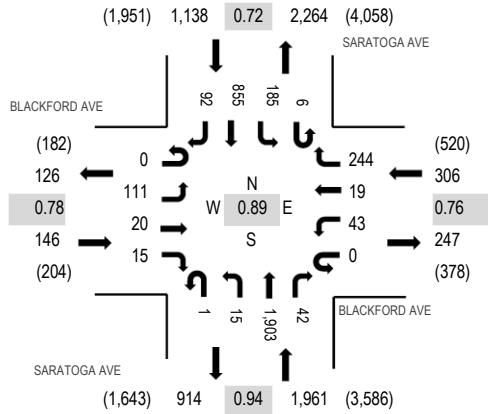 (1,951) 1,138 0.72 2,264 (4,058)
SARATOGA AVE
BLACKFORD AVE
92 855 185 6
(182) (520)
126 0 244 306
111 N 19
0.78 20 W 0.89 E 43 0.76
146 15 S 0 247
(204) (378)
1 15 1,903 42
BLACKFORD AVE
SARATOGA AVE
(1,643) 914 0.94 1,961 (3,586)